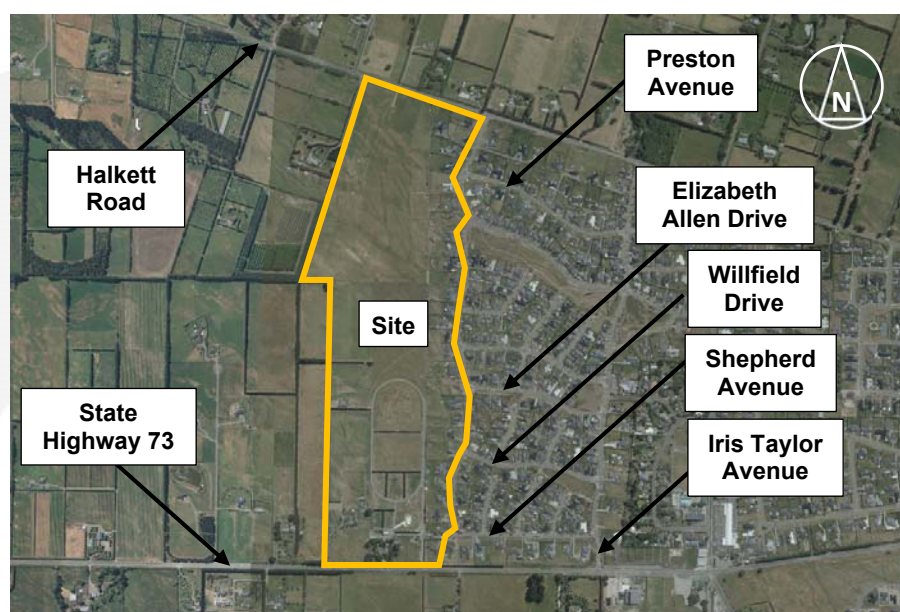 Preston
Avenue
N
Halkett
Road
Elizabeth
Allen Drive
Willfield
Drive
Site
Shepherd
Avenue
State
Highway 73
Iris Taylor
Avenue